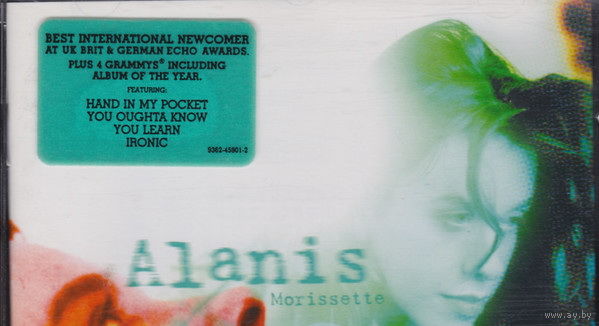 BEST INTERNATIONAL NEWCOMER
AT UK BRIT & GERMAN ECHO AWARDS.
PLUS 4 GRAMMYS® INCLUDING
ALBUM OF THE YEAR.
FEATURING:
HAND IN MY POCKET
YOU OUGHTA KNOW
YOU LEARN
IRONIC
9362-45901-2
Alanis
Morissette
www.ay.by